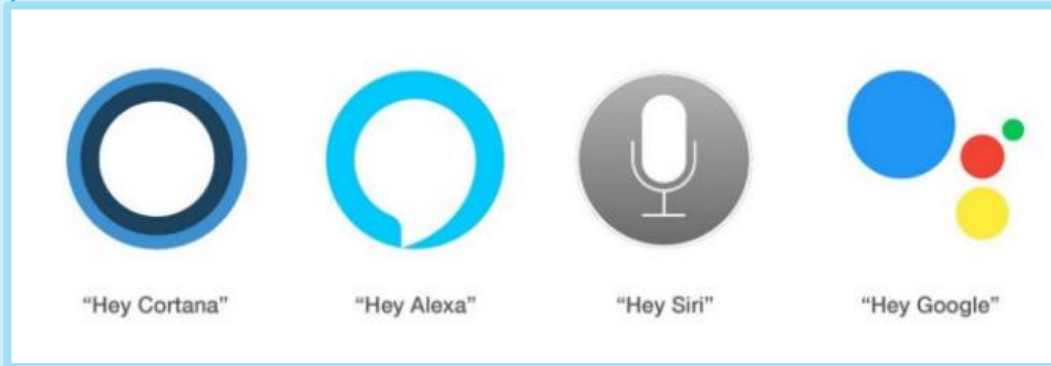 “Hey Cortana” “Hey Alexa” “Hey Siri” “Hey Google”